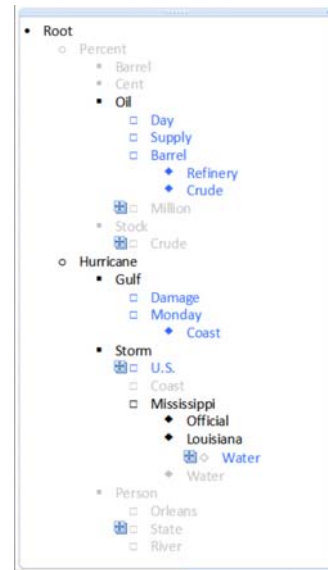 Root
Percent
Barrel
Cent
Oil
Day
Supply
Barrel
Refinery
Crude
Million
Stock
Crude
Hurricane
Gulf
Damage
Monday
Coast
Storm
U.S.
Coast
Mississippi
Official
Louisiana
Water
Water
Person
Orleans
State
River